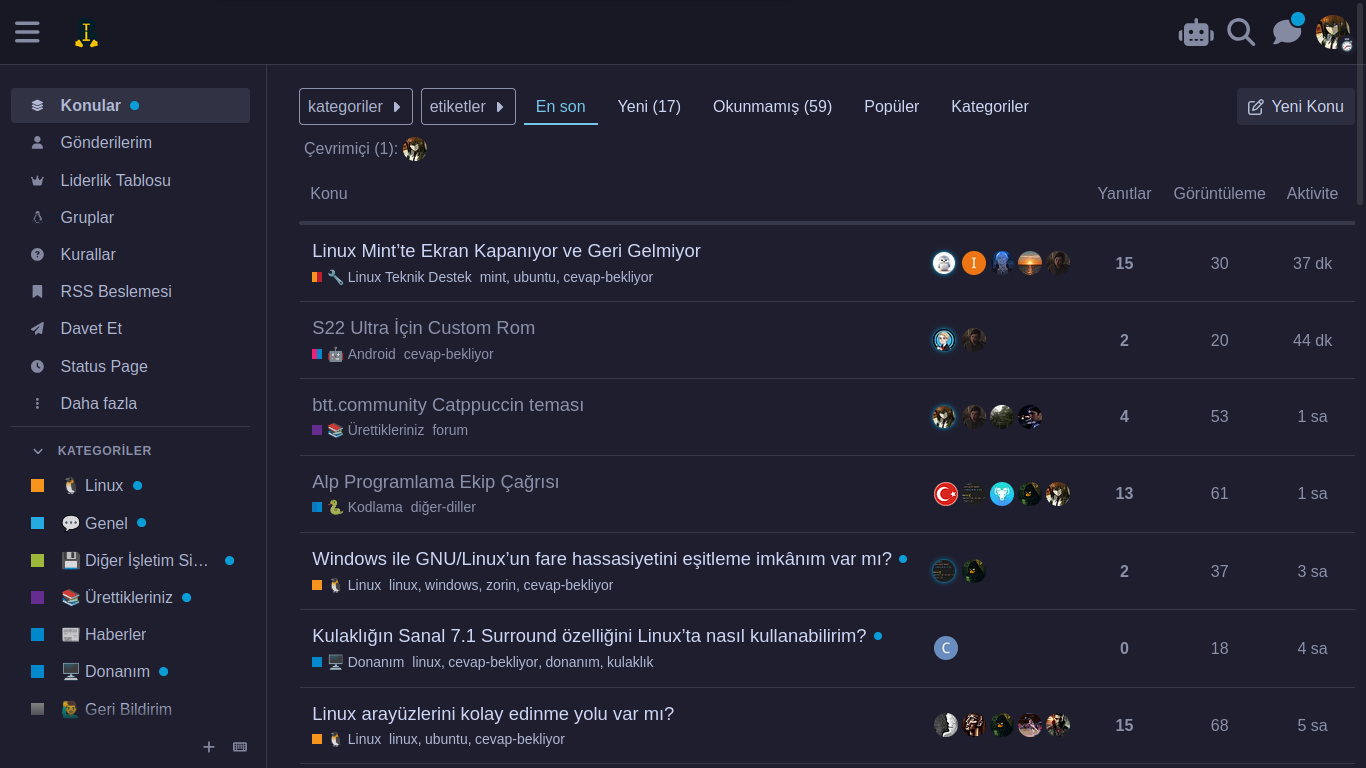 Konular
Gönderilerim
Liderlik Tablosu
Gruplar
Kurallar
RSS Beslemesi
Davet Et
Status Page
Daha fazla
KATEGORİLER
Linux
Genel
Diğer İşletim Si…
Ürettikleriniz
Haberler
Donanım
Geri Bildirim
kategoriler etiketler En son Yeni (17) Okunmamış (59) Popüler Kategoriler Yeni Konu
Çevrimiçi (1):
Konu Yanıtlar Görüntüleme Aktivite
Linux Mint’te Ekran Kapanıyor ve Geri Gelmiyor
Linux Teknik Destek mint, ubuntu, cevap-bekliyor
I 15 30 37 dk
S22 Ultra İçin Custom Rom
Android cevap-bekliyor
2 20 44 dk
btt.community Catppuccin teması
Ürettikleriniz forum
4 53 1 sa
Alp Programlama Ekip Çağrısı
Kodlama diğer-diller
13 61 1 sa
Windows ile GNU/Linux’un fare hassasiyetini eşitleme imkânım var mı?
Linux linux, windows, zorin, cevap-bekliyor
2 37 3 sa
Kulaklığın Sanal 7.1 Surround özelliğini Linux’ta nasıl kullanabilirim?
Donanım linux, cevap-bekliyor, donanım, kulaklık
C 0 18 4 sa
Linux arayüzlerini kolay edinme yolu var mı?
Linux linux, ubuntu, cevap-bekliyor
15 68 5 sa